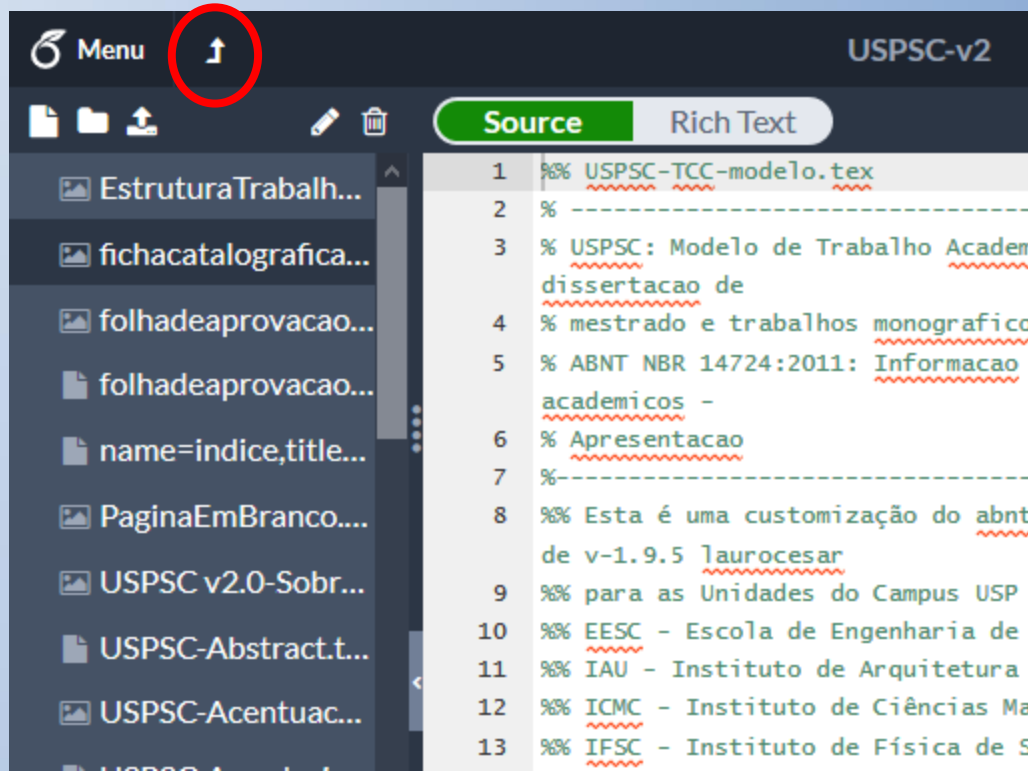 Menu
USPSC-v2
Source Rich Text
EstruturaTrabalh...
fichacatalografica...
folhadeaprovacao...
folhadeaprovacao...
name=indice,title...
PaginaEmBranco....
USPSC v2.0-Sobr...
USPSC-Abstract.t...
USPSC-Acentuac...
1 %% USPSC-TCC-modelo.tex
2 % ---------------------------------
3 % USPSC: Modelo de Trabalho Academ
dissertacao de
4 % mestrado e trabalhos monografico
5 % ABNT NBR 14724:2011: Informacao
academicos -
6 % Apresentacao
7 %----------------------------------
8 %% Esta é uma customização do abnt
de v-1.9.5 laurocesar
9 %% para as Unidades do Campus USP
10 %% EESC - Escola de Engenharia de
11 %% IAU - Instituto de Arquitetura
12 %% ICMC - Instituto de Ciências Ma
13 %% IFSC - Instituto de Física de S